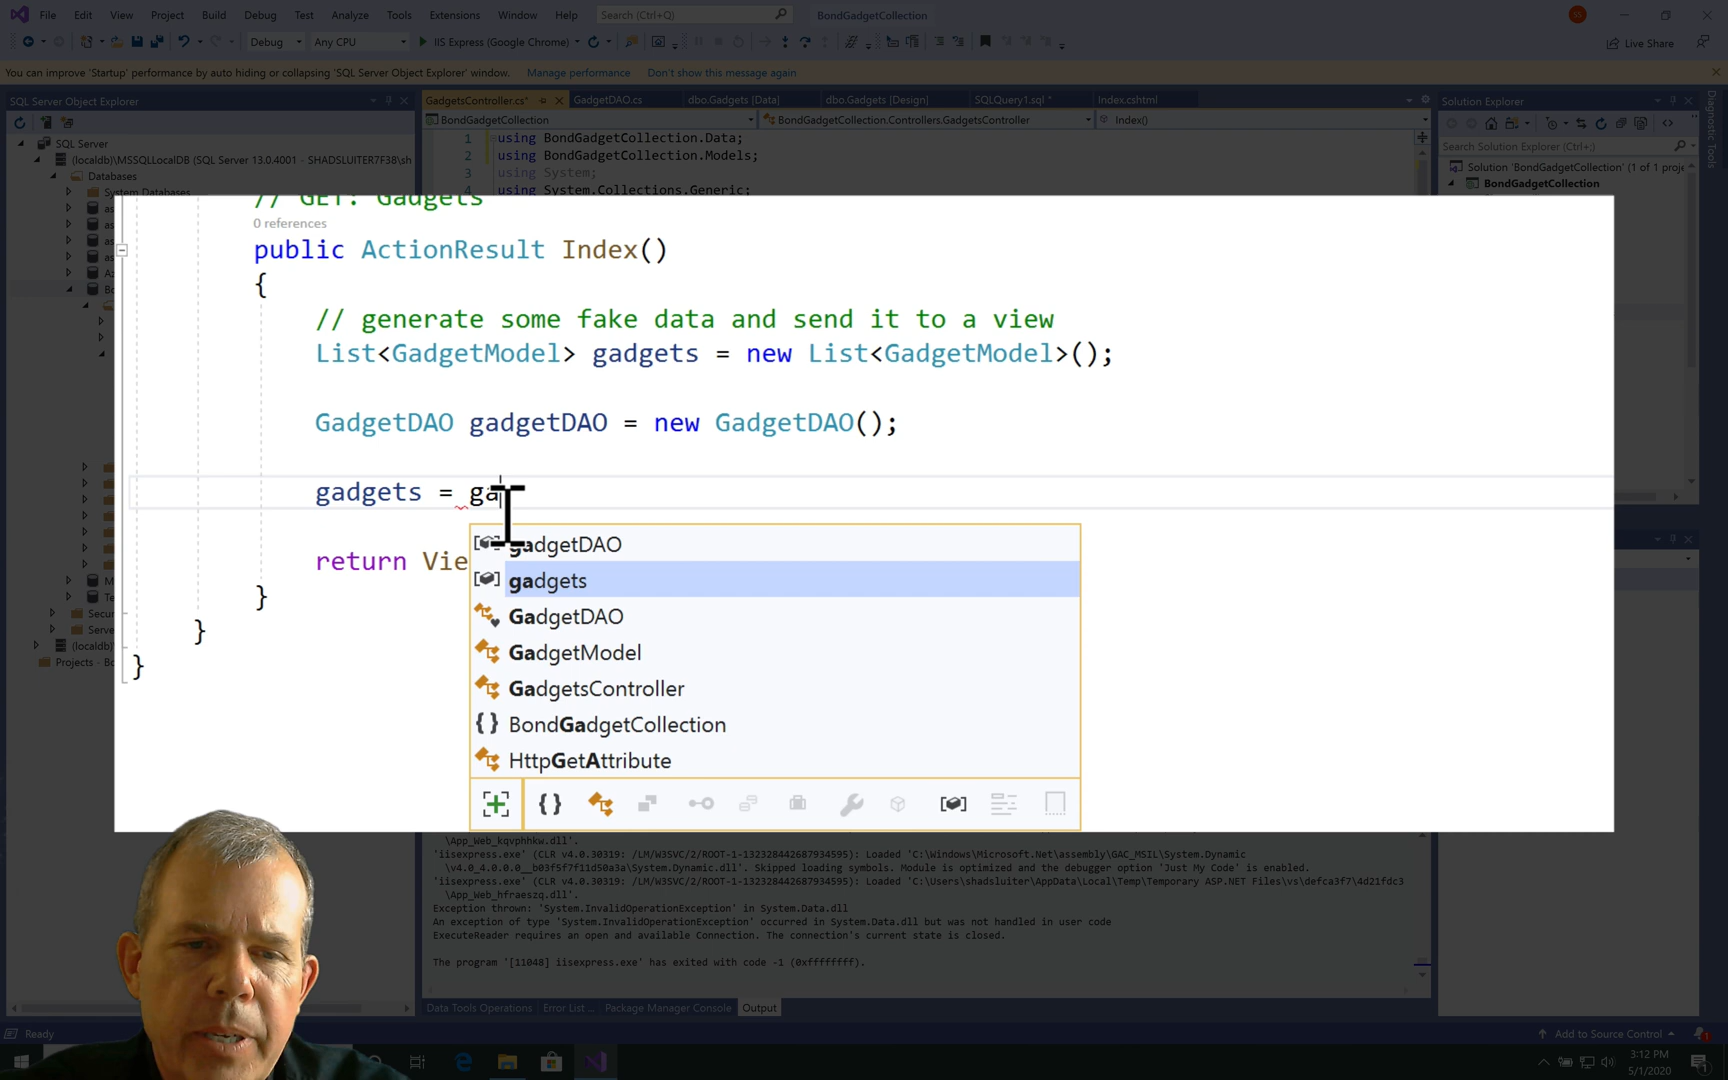 File Edit View Project Build Debug Test Analyze Tools Extensions Window Help Search (Ctrl+Q) BondGadgetCollection
Debug Any CPU IIS Express (Google Chrome) Live Share
You can improve 'Startup' performance by auto hiding or collapsing 'SQL Server Object Explorer' window. Manage performance Don't show this message again
SQL Server Object Explorer
GadgetsController.cs* GadgetDAO.cs dbo.Gadgets [Data] dbo.Gadgets [Design] SQLQuery1.sql * Index.cshtml
Solution Explorer
BondGadgetCollection BondGadgetCollection.Controllers.GadgetsController Index()
Search Solution Explorer (Ctrl+;)
Diagnostic Tools
SQL Server
(localdb)\MSSQLLocalDB (SQL Server 13.0.4001 - SHADSLUITER7F38\sh
Databases
System Databases
1 using BondGadgetCollection.Data;
2 using BondGadgetCollection.Models;
3 using System;
4 using System.Collections.Generic;
Solution 'BondGadgetCollection' (1 of 1 proje
BondGadgetCollection
// GET: Gadgets
0 references
public ActionResult Index()
{
// generate some fake data and send it to a view
List<GadgetModel> gadgets = new List<GadgetModel>();
GadgetDAO gadgetDAO = new GadgetDAO();
gadgets = ga
return Vie
}
}
}
gadgetDAO
gadgets
GadgetDAO
GadgetModel
GadgetsController
BondGadgetCollection
HttpGetAttribute
Secu
Serve
(localdb)
Projects - Bo
\App_Web_kqvphhkw.dll'.
'iisexpress.exe' (CLR v4.0.30319: /LM/W3SVC/2/ROOT-1-132328442687934595): Loaded 'C:\Windows\Microsoft.Net\assembly\GAC_MSIL\System.Dynamic
\v4.0_4.0.0.0__b03f5f7f11d50a3a\System.Dynamic.dll'. Skipped loading symbols. Module is optimized and the debugger option 'Just My Code' is enabled.
'iisexpress.exe' (CLR v4.0.30319: /LM/W3SVC/2/ROOT-1-132328442687934595): Loaded 'C:\Users\shadsluiter\AppData\Local\Temp\Temporary ASP.NET Files\vs\defca3f7\4d21fdc3
\App_Web_hfraeszq.dll'.
Exception thrown: 'System.InvalidOperationException' in System.Data.dll
An exception of type 'System.InvalidOperationException' occurred in System.Data.dll but was not handled in user code
ExecuteReader requires an open and available Connection. The connection's current state is closed.
The program '[11048] iisexpress.exe' has exited with code -1 (0xffffffff).
Data Tools Operations Error List ... Package Manager Console Output
Ready Add to Source Control
3:12 PM
5/1/2020